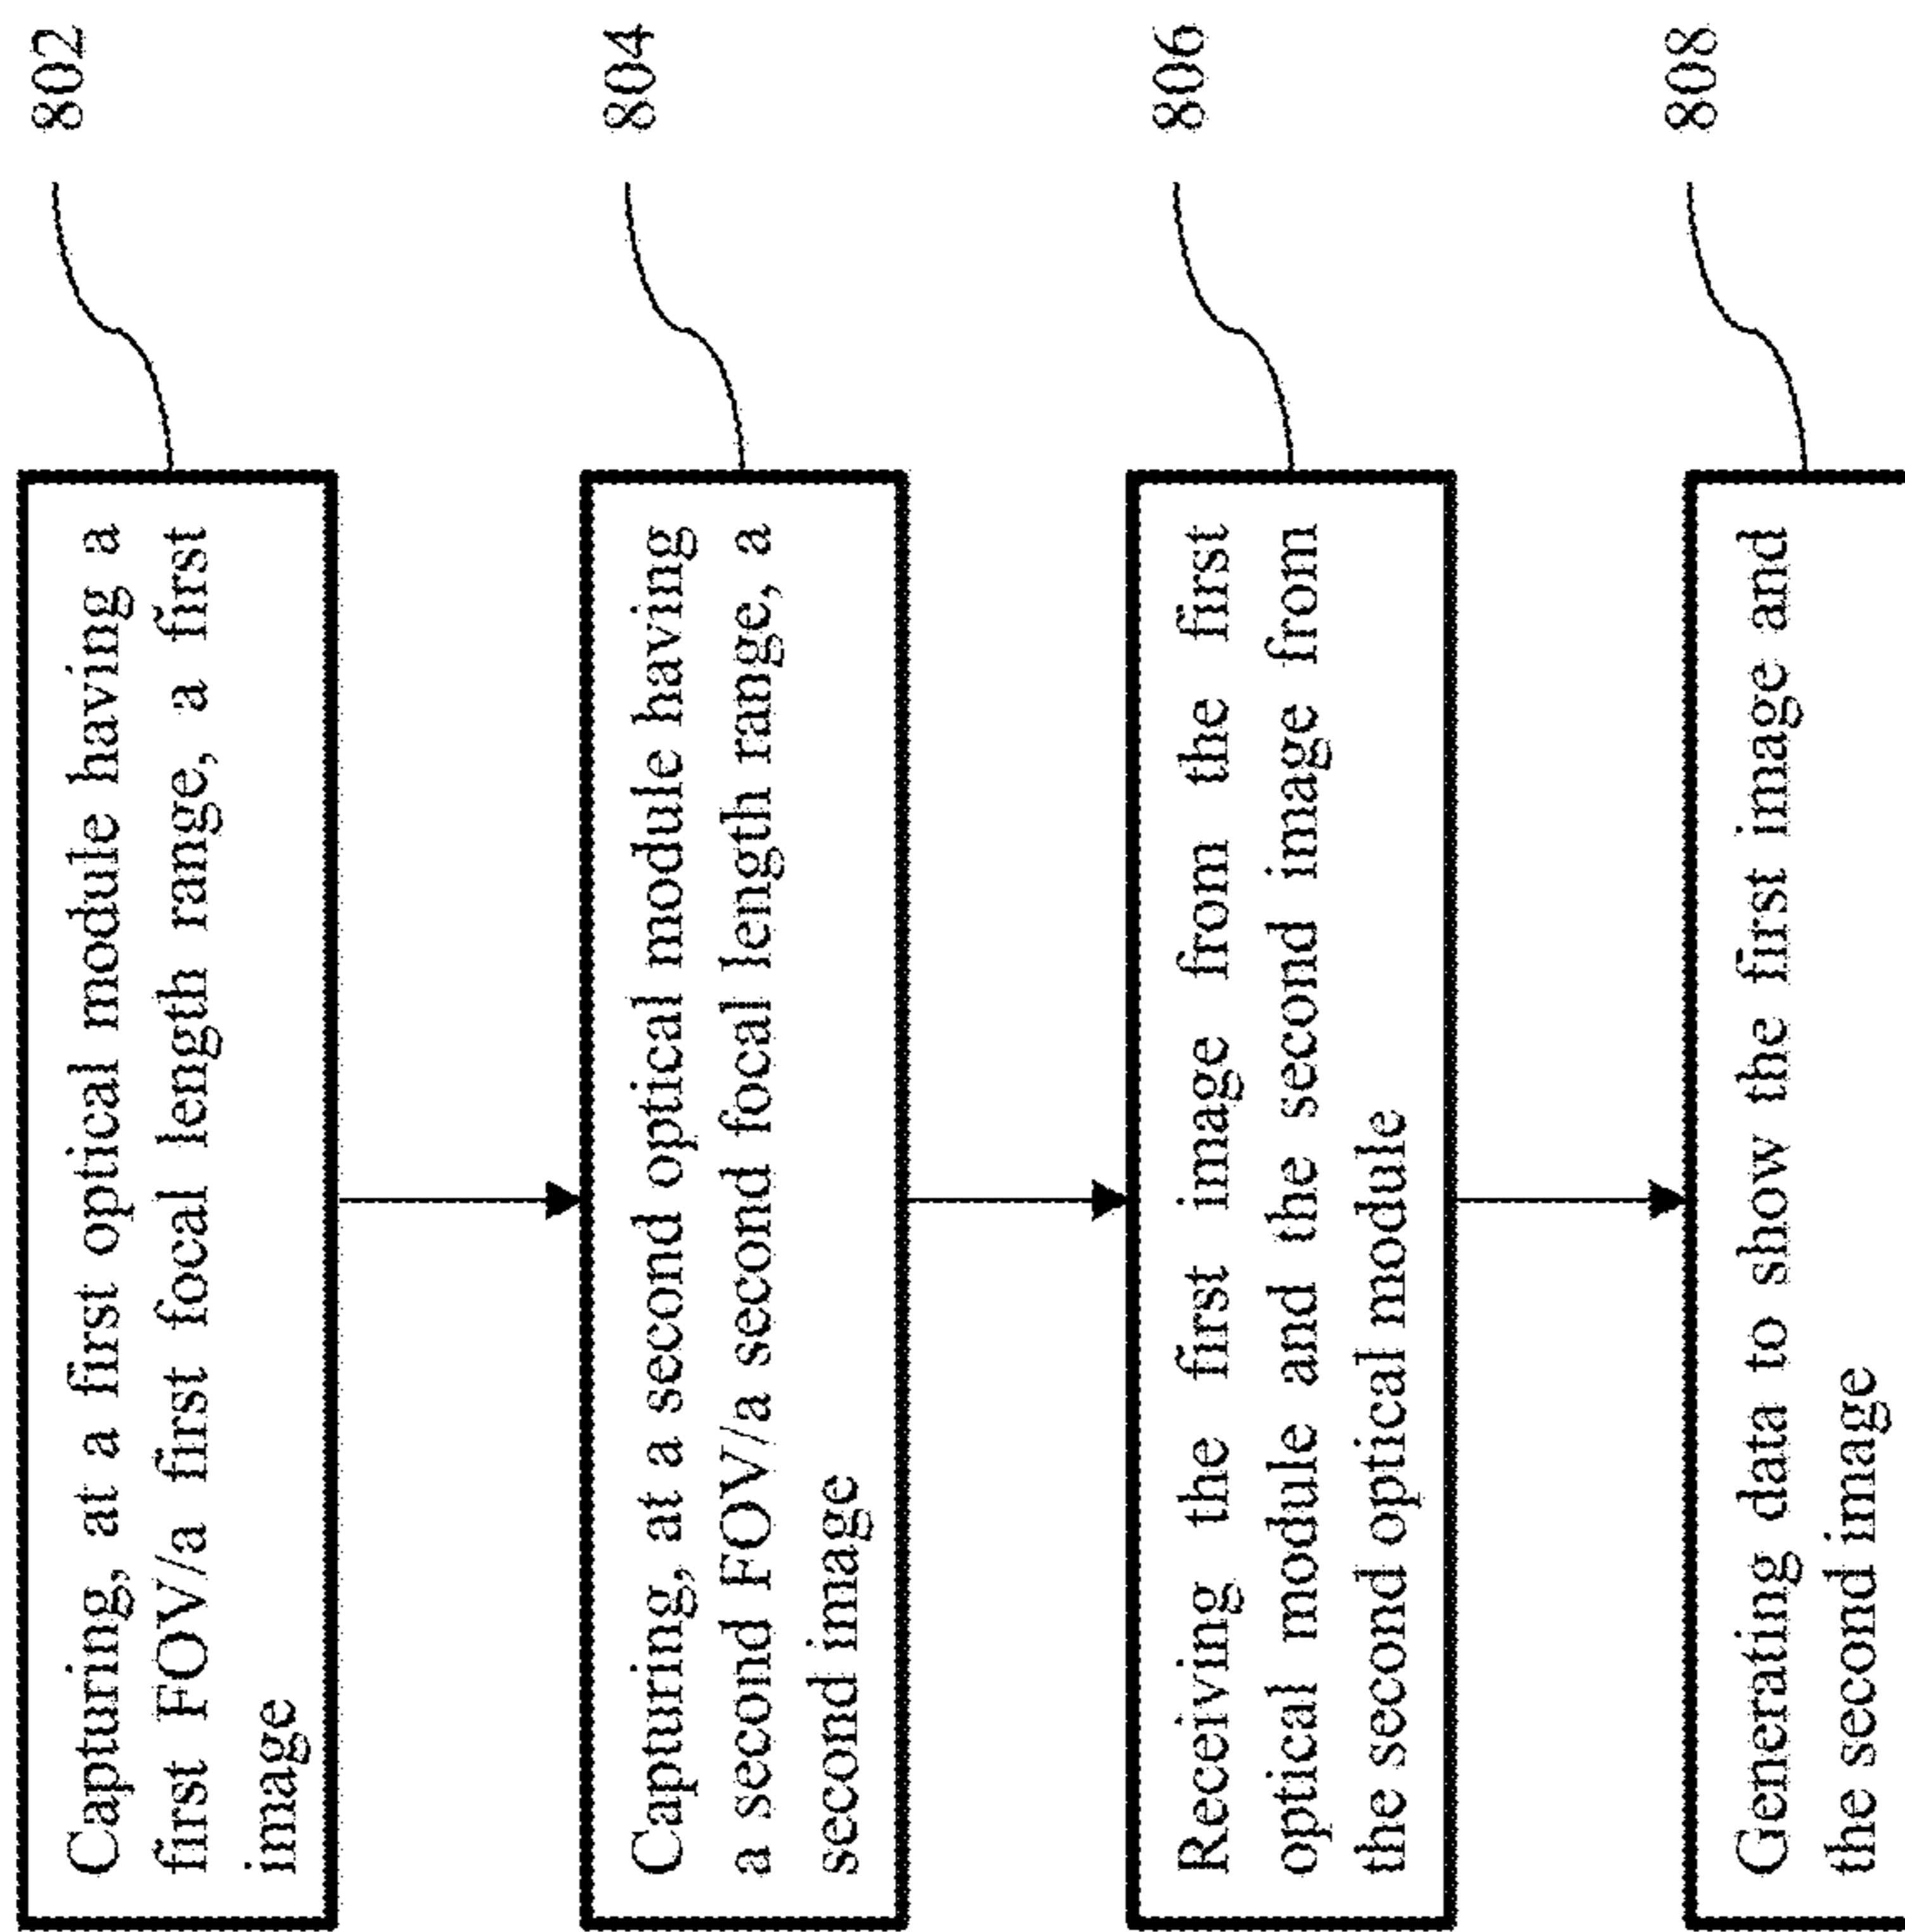 Capturing, at a first optical module having a
first FOV/a first focal length range, a first
image
802
Capturing, at a second optical module having
a second FOV/a second focal length range, a
second image
804
Receiving the first image from the first
optical module and the second image from
the second optical module
806
Generating data to show the first image and
the second image
808